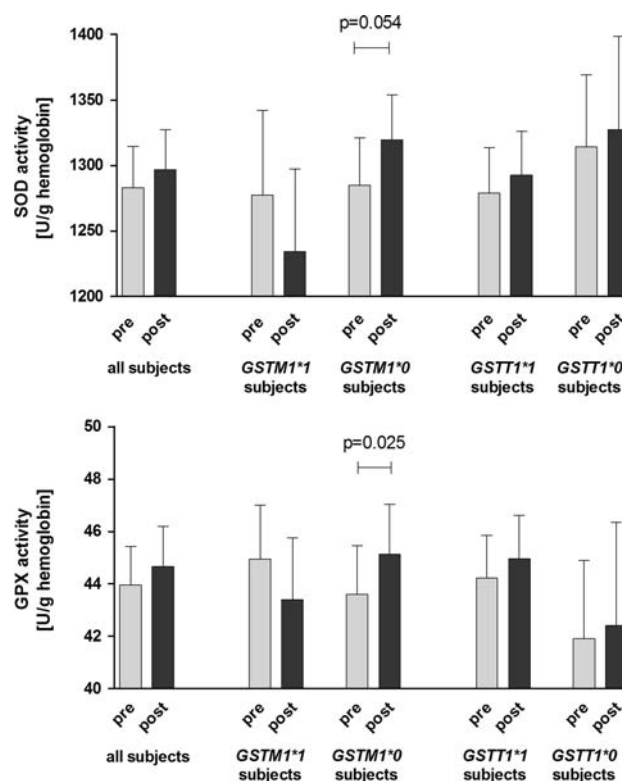 p=0.054
SOD activity
[U/g hemoglobin]
1400
1350
1300
1250
1200
pre post pre post pre post pre post pre post
all subjects GSTM1*1 GSTM1*0 GSTT1*1 GSTT1*0
subjects subjects subjects subjects
p=0.025
GPX activity
[U/g hemoglobin]
50
48
46
44
42
40
pre post pre post pre post pre post pre post
all subjects GSTM1*1 GSTM1*0 GSTT1*1 GSTT1*0
subjects subjects subjects subjects